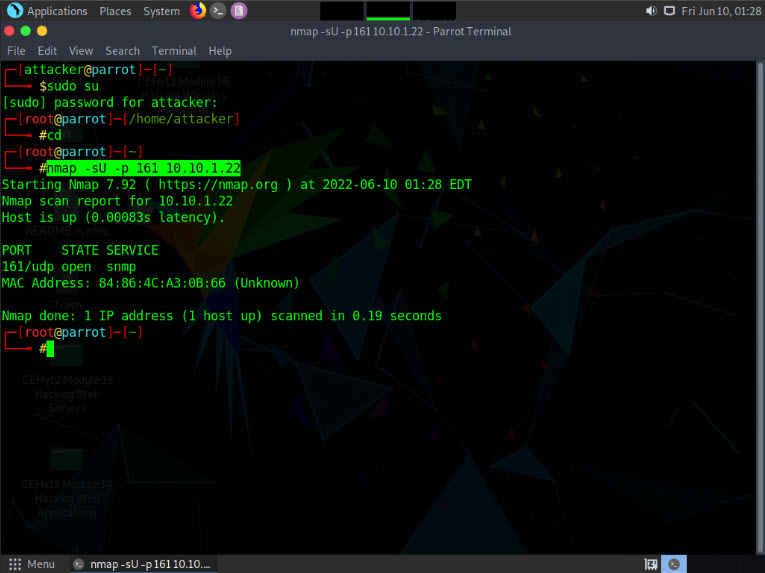 Applications Places System Fri Jun 10, 01:28
nmap -sU -p 161 10.10.1.22 - Parrot Terminal
File Edit View Search Terminal Help
[attacker@parrot]-[~]
$sudo su
[sudo] password for attacker:
[root@parrot]-[/home/attacker]
#cd
[root@parrot]-[~]
#nmap -sU -p 161 10.10.1.22
Starting Nmap 7.92 ( https://nmap.org ) at 2022-06-10 01:28 EDT
Nmap scan report for 10.10.1.22
Host is up (0.00083s latency).
PORT    STATE SERVICE
161/udp open  snmp
MAC Address: 84:86:4C:A3:0B:66 (Unknown)
Nmap done: 1 IP address (1 host up) scanned in 0.19 seconds
[root@parrot]-[~]
#
CEHv12 Module 16
Hacking Wireless
README.license
Trash
CEHv12 Module 13
Hacking Web
Servers
CEHv12 Module 14
Hacking Web
Applications
Menu nmap -sU -p 161 10.10....